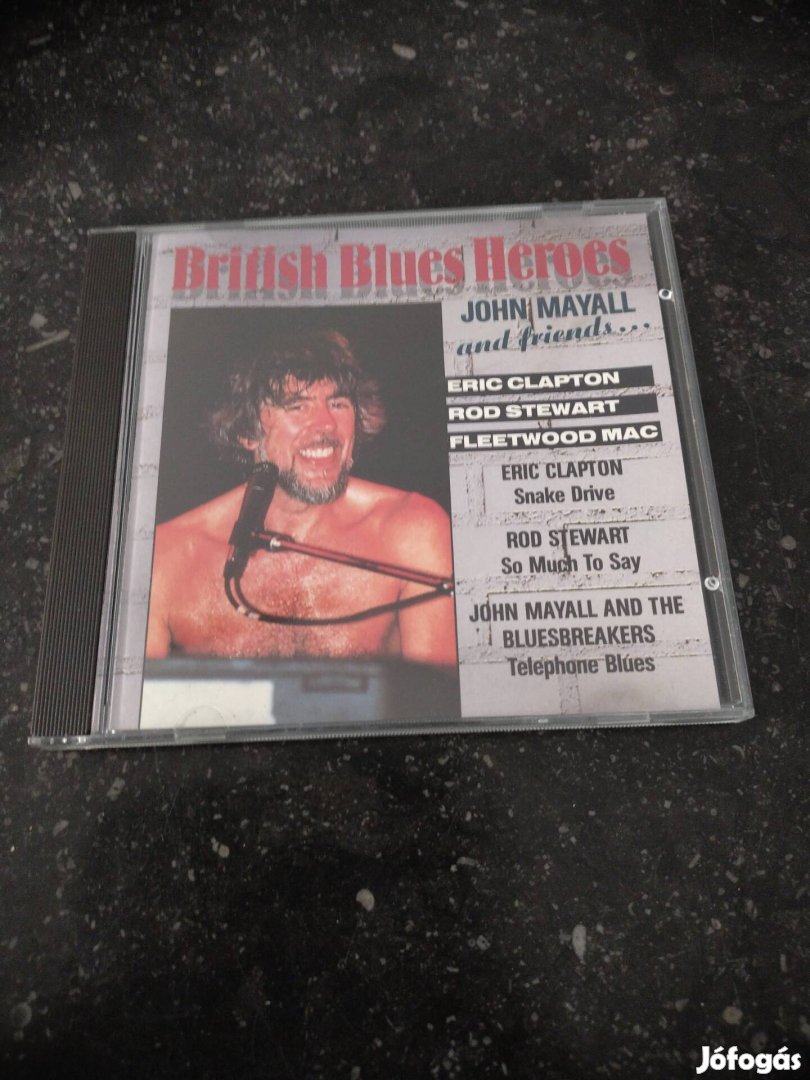 British Blues Heroes
JOHN MAYALL
and friends...
ERIC CLAPTON
ROD STEWART
FLEETWOOD MAC
ERIC CLAPTON
Snake Drive
ROD STEWART
So Much To Say
JOHN MAYALL AND THE
BLUESBREAKERS
Telephone Blues
Jófogás